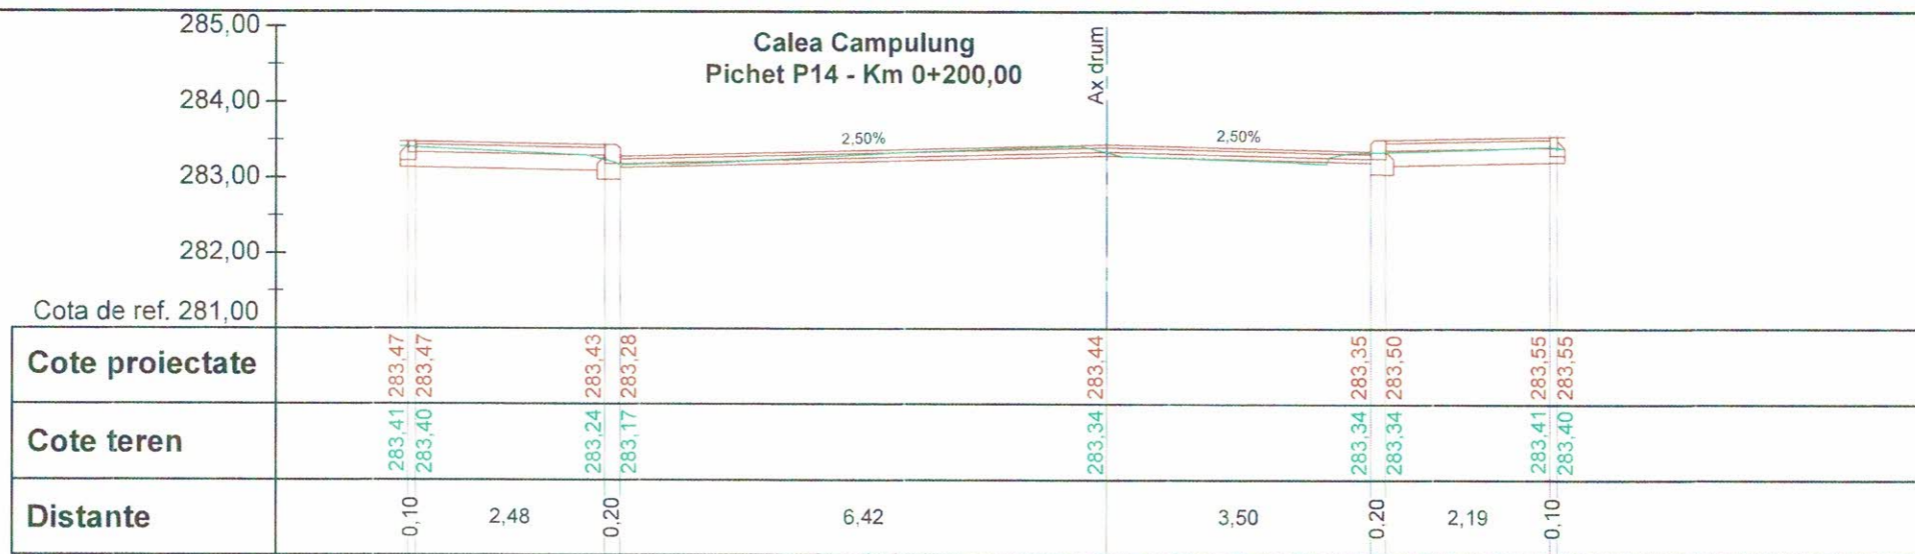 285,00
284,00
283,00
282,00
Cota de ref. 281,00
Calea Campulung
Pichet P14 - Km 0+200,00
Ax drum
2,50%
2,50%
Cote proiectate
283,47 283,47 283,43 283,28 283,44 283,35 283,50 283,55 283,55
Cote teren
283,41 283,40 283,24 283,17 283,34 283,34 283,34 283,41 283,40
Distante
0,10 2,48 0,20 6,42 3,50 0,20 2,19 0,10